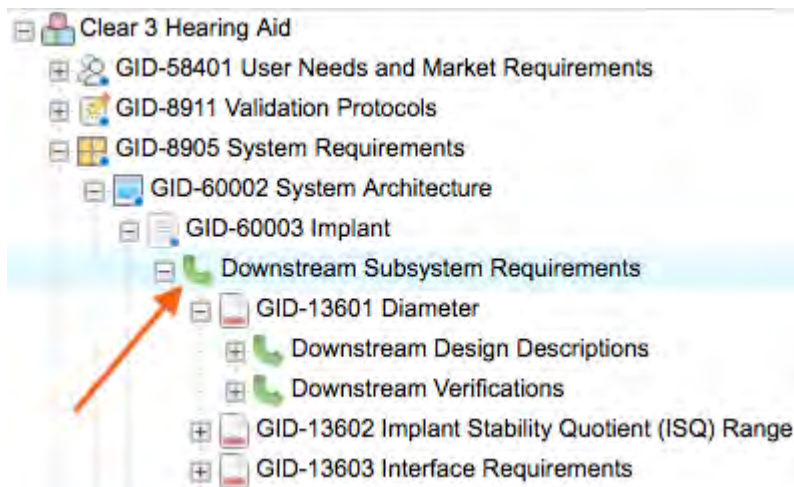 Clear 3 Hearing Aid
GID-58401 User Needs and Market Requirements
GID-8911 Validation Protocols
GID-8905 System Requirements
GID-60002 System Architecture
GID-60003 Implant
Downstream Subsystem Requirements
GID-13601 Diameter
Downstream Design Descriptions
Downstream Verifications
GID-13602 Implant Stability Quotient (ISQ) Range
GID-13603 Interface Requirements